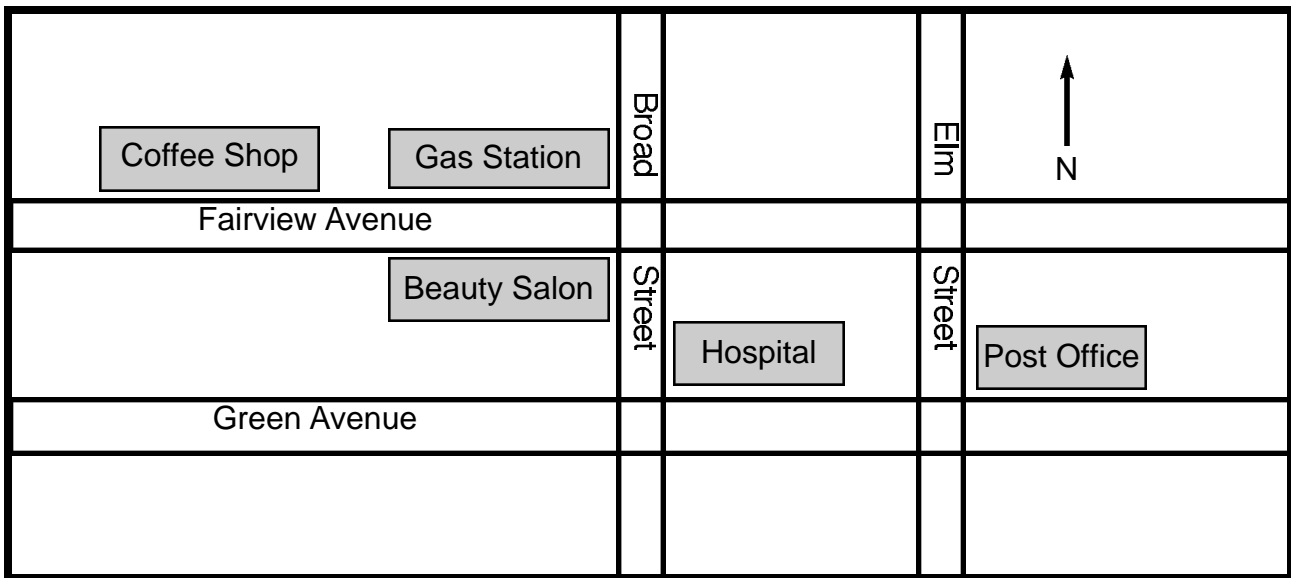 Broad
Elm
Coffee Shop
Gas Station
N
Fairview Avenue
Beauty Salon
Street
Street
Hospital
Post Office
Green Avenue